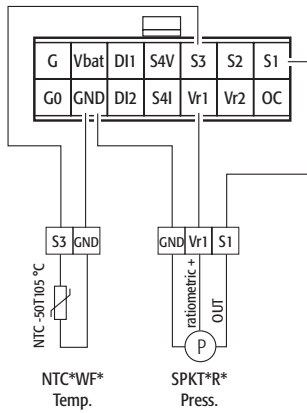 G Vbat DI1 S4V S3 S2 S1
G0 GND DI2 S4I Vr1 Vr2 OC
S3 GND
GND Vr1 S1
NTC -50T105 °C
ratiometric +
OUT
P
NTC*WF*
Temp.
SPKT*R*
Press.